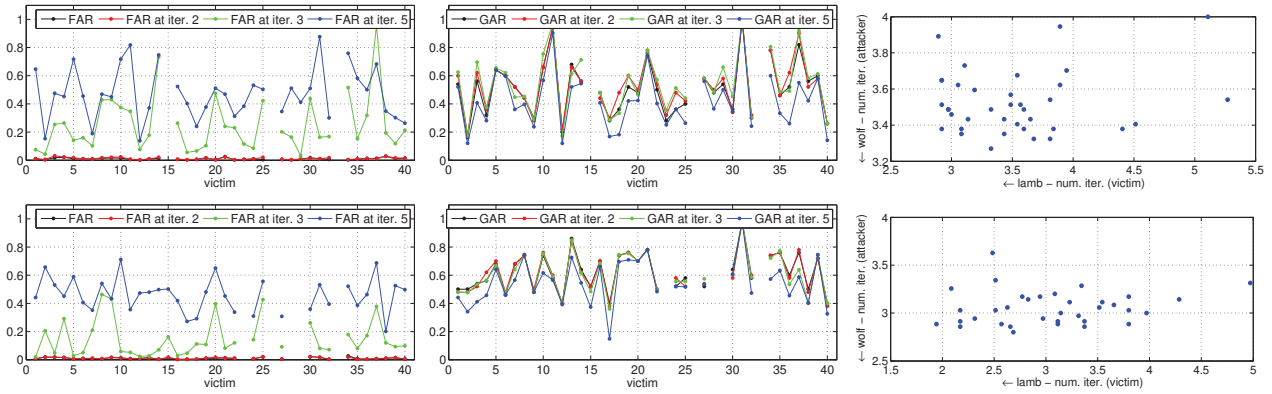 FAR FAR at iter. 2 FAR at iter. 3 FAR at iter. 5
1
0.8
0.6
0.4
0.2
0
0 5 10 15 20 25 30 35 40
victim
GAR GAR at iter. 2 GAR at iter. 3 GAR at iter. 5
1
0.8
0.6
0.4
0.2
0
0 5 10 15 20 25 30 35 40
victim
← wolf − num. iter. (attacker)
4
3.8
3.6
3.4
3.2
2.5 3 3.5 4 4.5 5 5.5
← lamb − num. iter. (victim)
FAR FAR at iter. 2 FAR at iter. 3 FAR at iter. 5
1
0.8
0.6
0.4
0.2
0
0 5 10 15 20 25 30 35 40
victim
GAR GAR at iter. 2 GAR at iter. 3 GAR at iter. 5
1
0.8
0.6
0.4
0.2
0
0 5 10 15 20 25 30 35 40
victim
← wolf − num. iter. (attacker)
4
3.5
3
2.5
1.5 2 2.5 3 3.5 4 4.5 5
← lamb − num. iter. (victim)